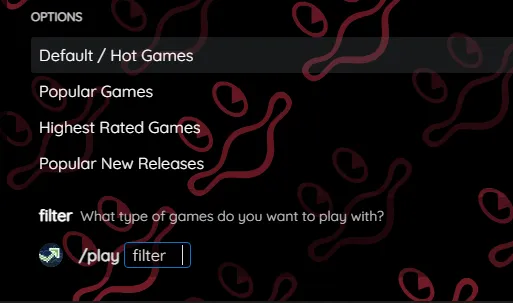 OPTIONS
Default / Hot Games
Popular Games
Highest Rated Games
Popular New Releases
filter What type of games do you want to play with?
/play filter